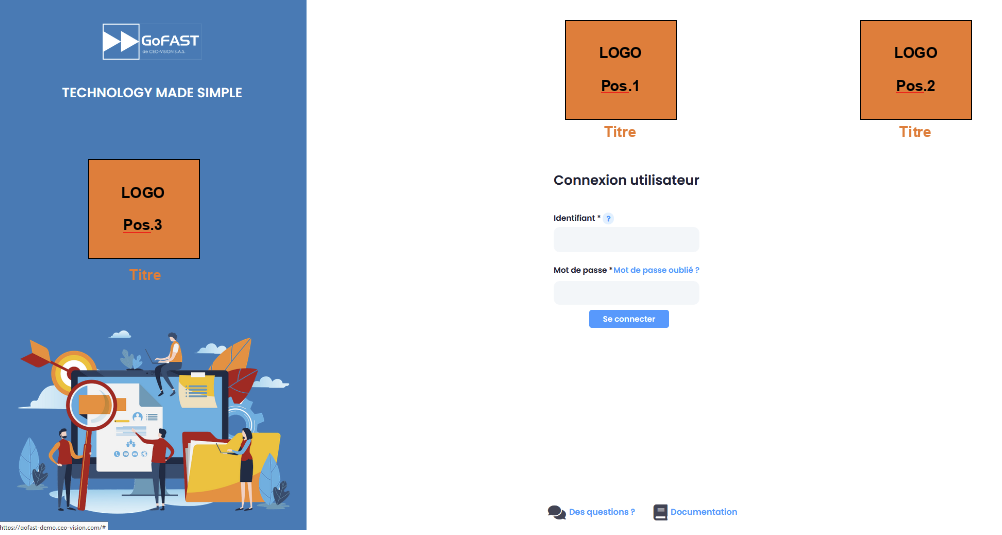 GoFAST
de CEO-VISION S.A.S.
TECHNOLOGY MADE SIMPLE
LOGO
Pos.3
Titre
https://gofast-demo.ceo-vision.com/#
LOGO
Pos.1
Titre
LOGO
Pos.2
Titre
Connexion utilisateur
Identifiant * ?
Mot de passe * Mot de passe oublié ?
Se connecter
Des questions ?
Documentation